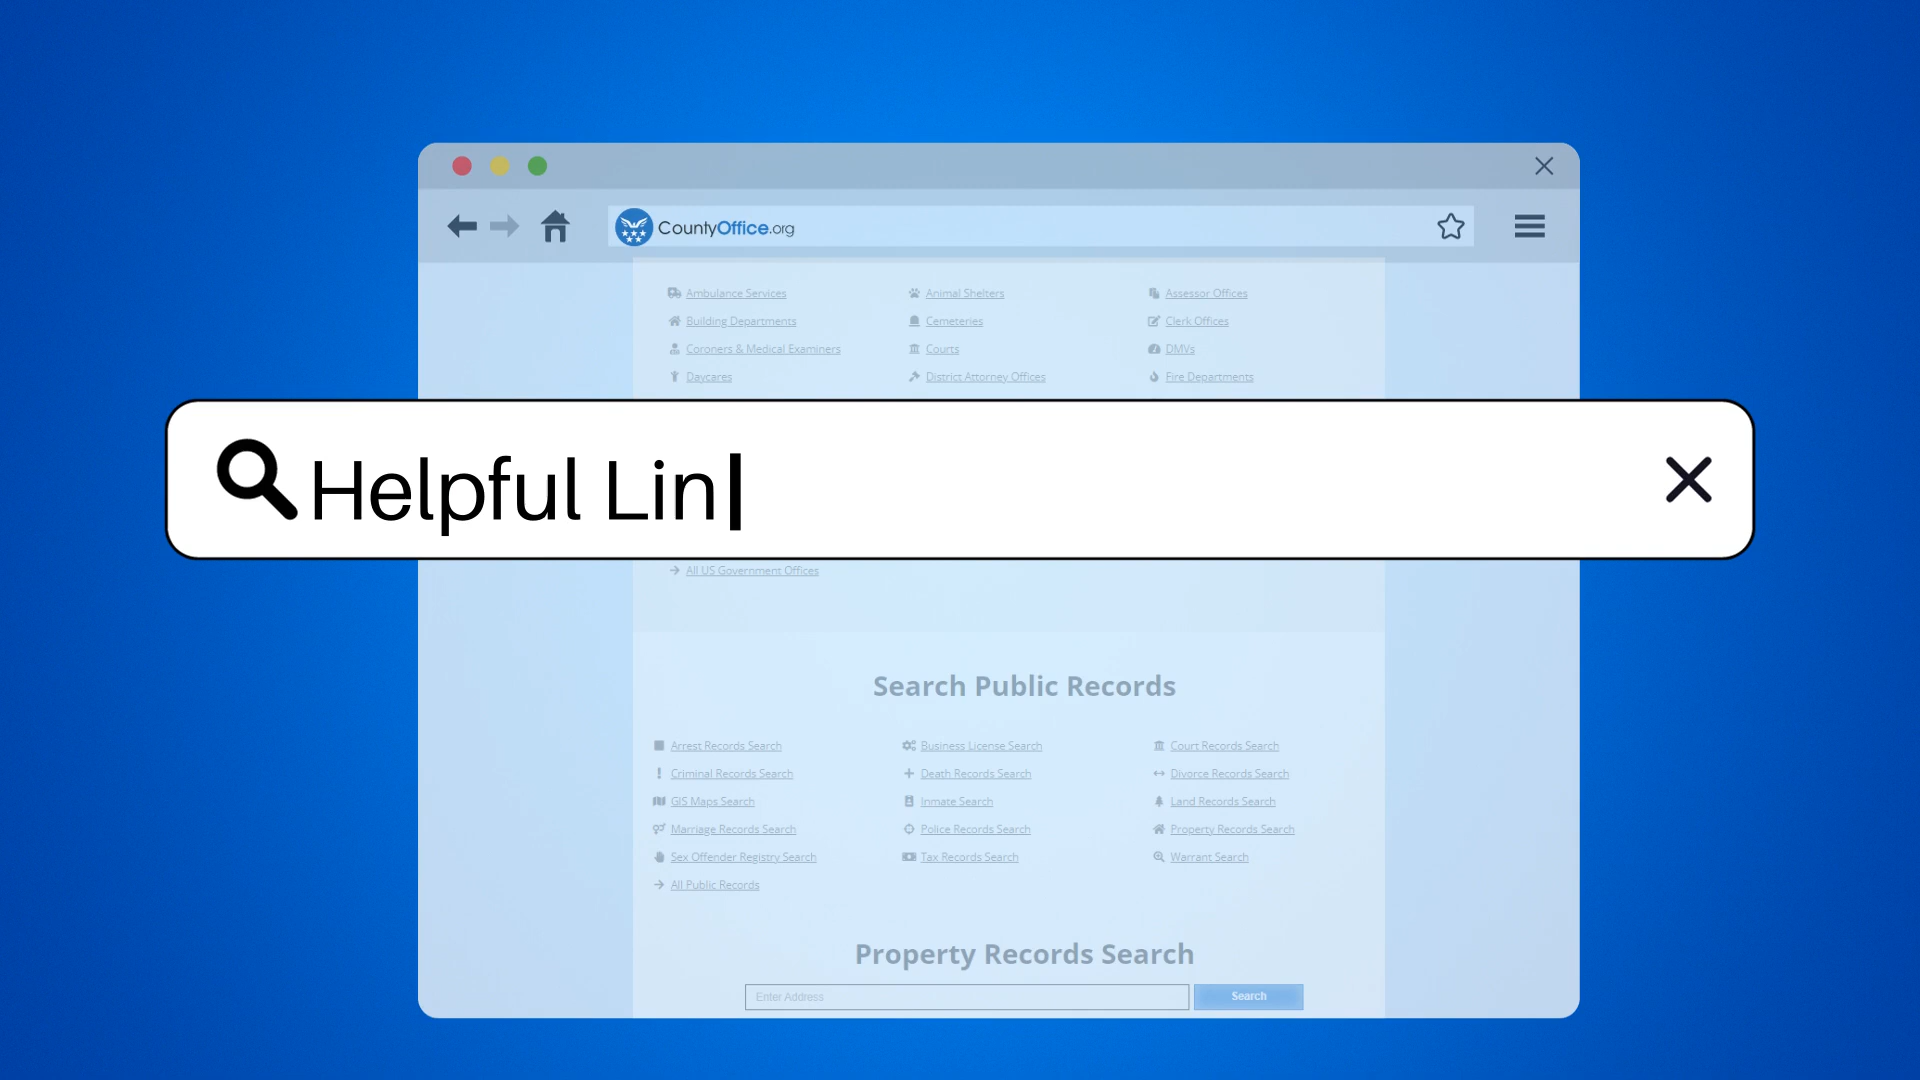 CountyOffice.org
Ambulance Services Animal Shelters Assessor Offices
Building Departments Cemeteries Clerk Offices
Coroners & Medical Examiners Courts DMVs
Daycares District Attorney Offices Fire Departments
Helpful Lin
All US Government Offices
Search Public Records
Arrest Records Search Business License Search Court Records Search
Criminal Records Search Death Records Search Divorce Records Search
GIS Maps Search Inmate Search Land Records Search
Marriage Records Search Police Records Search Property Records Search
Sex Offender Registry Search Tax Records Search Warrant Search
All Public Records
Property Records Search
Enter Address Search